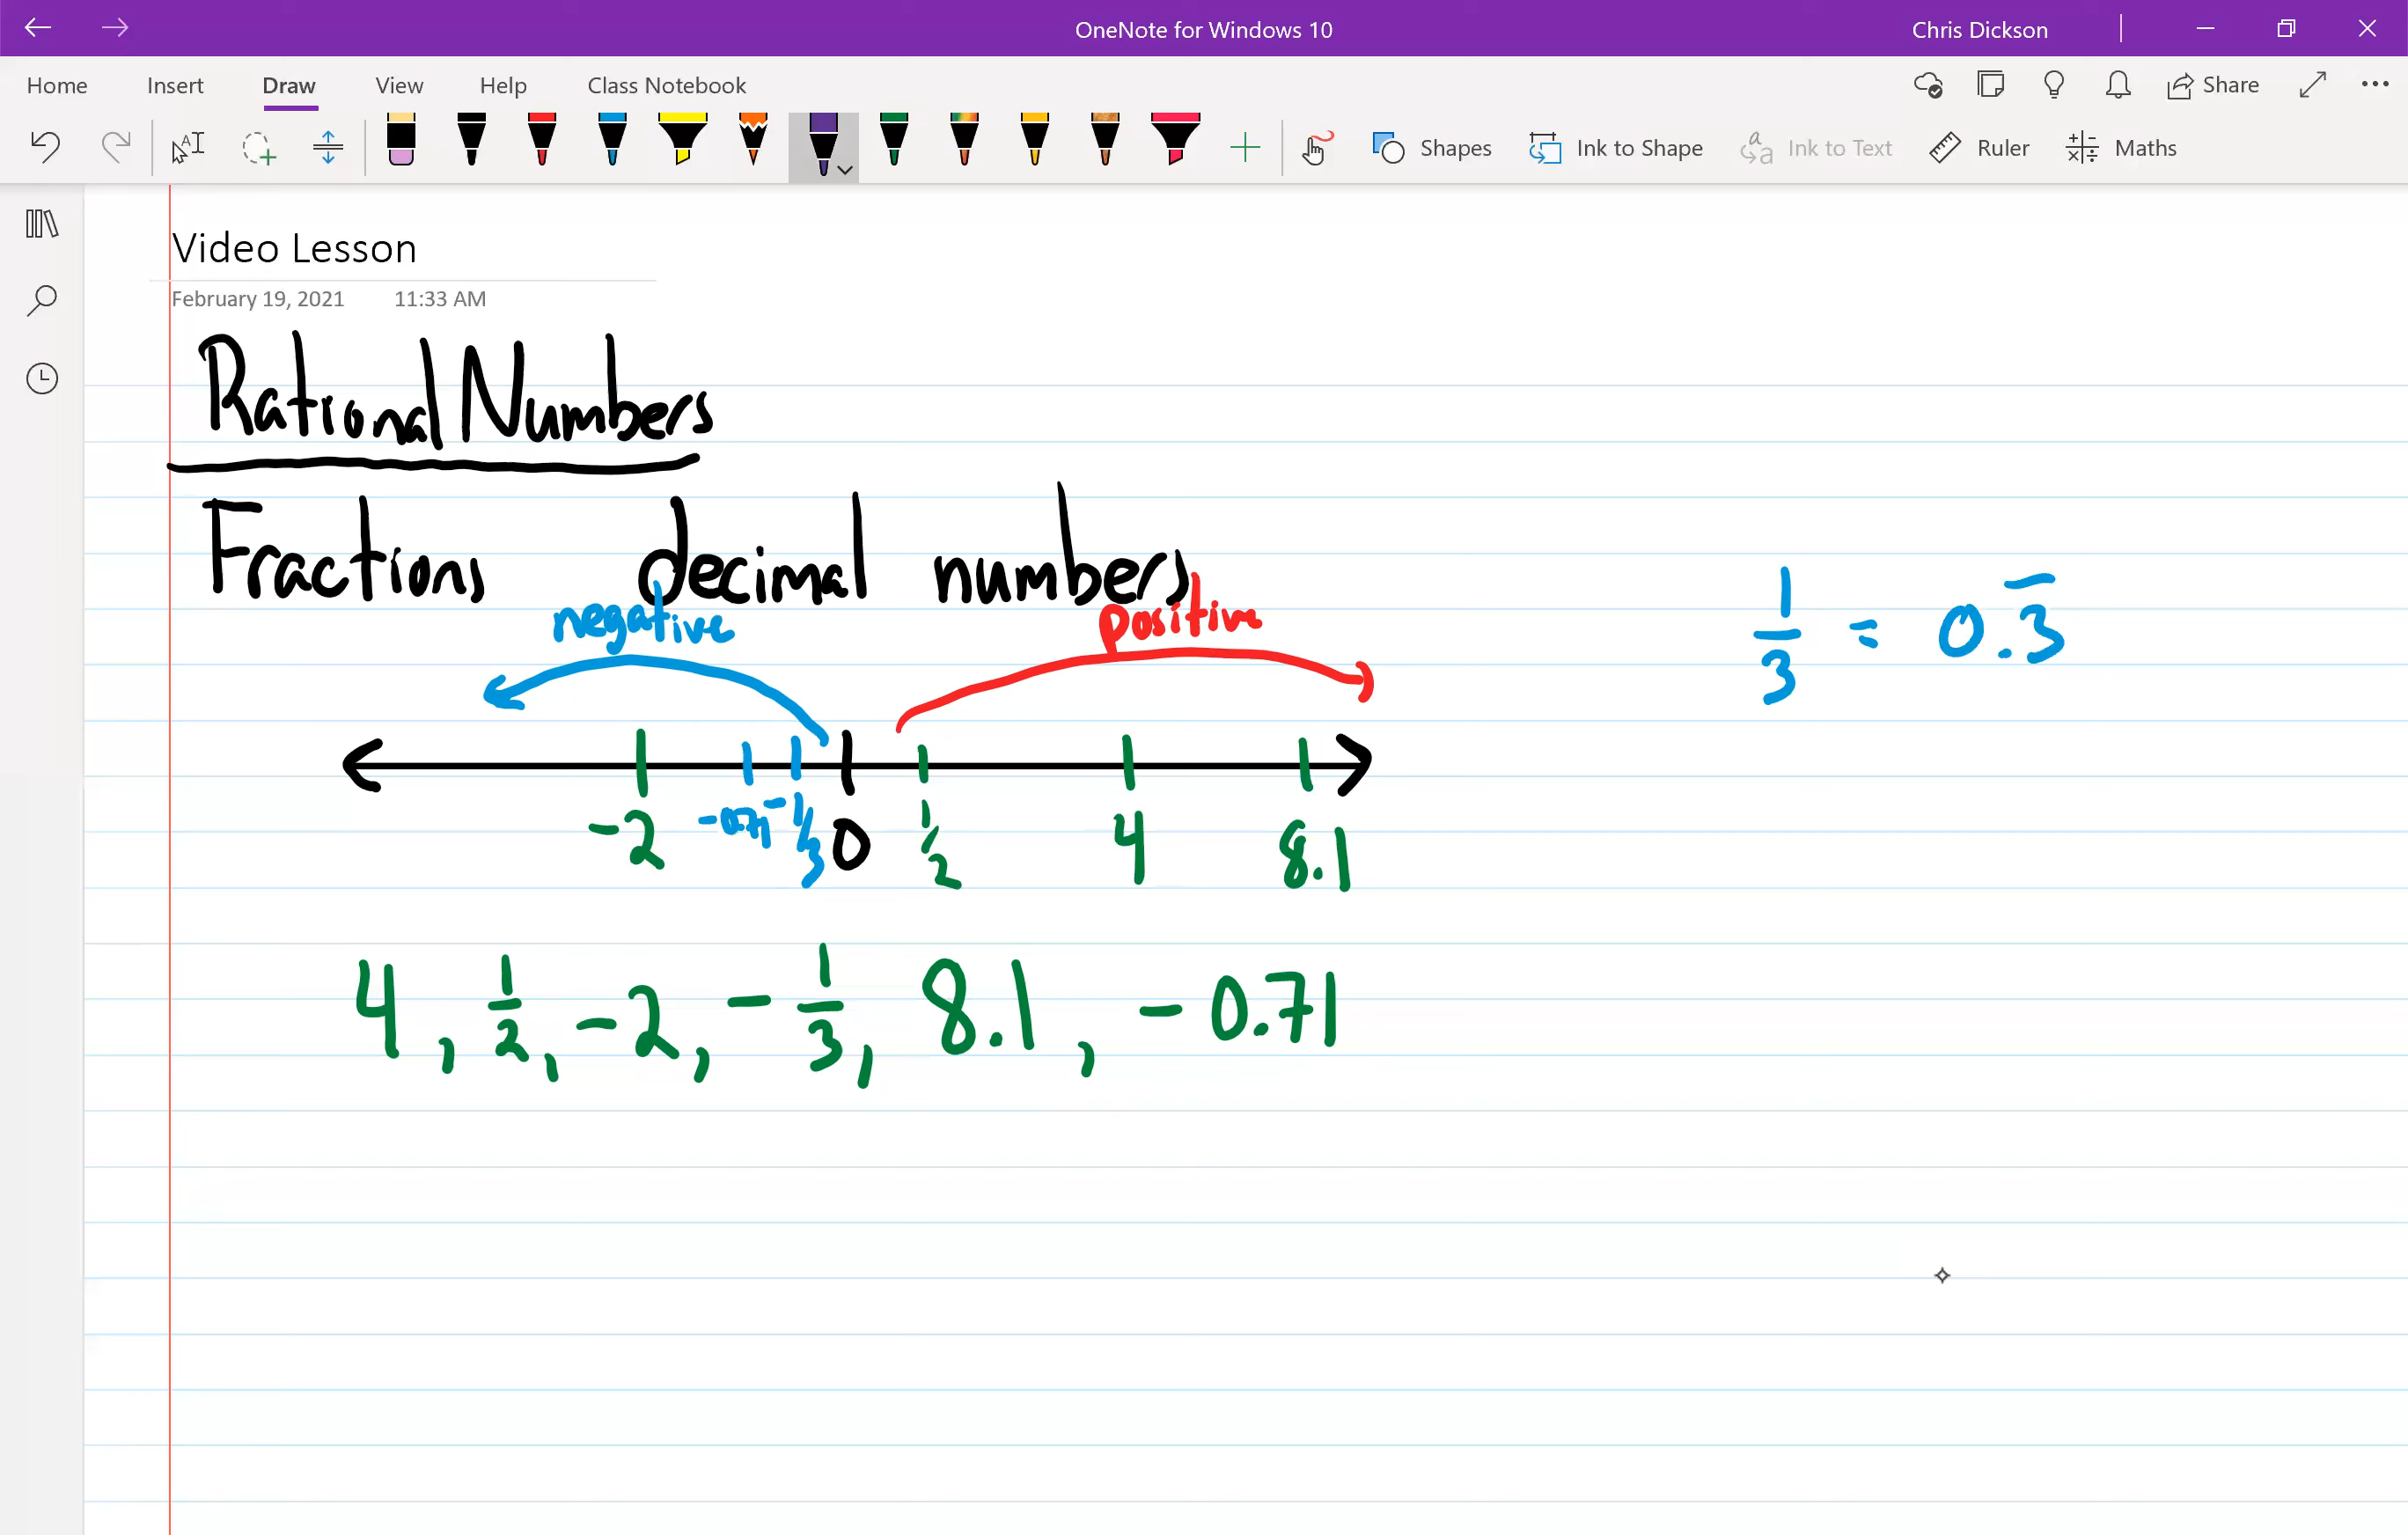 OneNote for Windows 10 Chris Dickson
Home Insert Draw View Help Class Notebook Share
Shapes Ink to Shape Ink to Text Ruler Maths
Video Lesson
February 19, 2021 11:33 AM
Rational Numbers
Fractions decimal numbers
negative positive
1/3 = 0.3̅
-2 -0.71 -1/3 0 1/2 4 8.1
4, 1/2, -2, -1/3, 8.1, -0.71